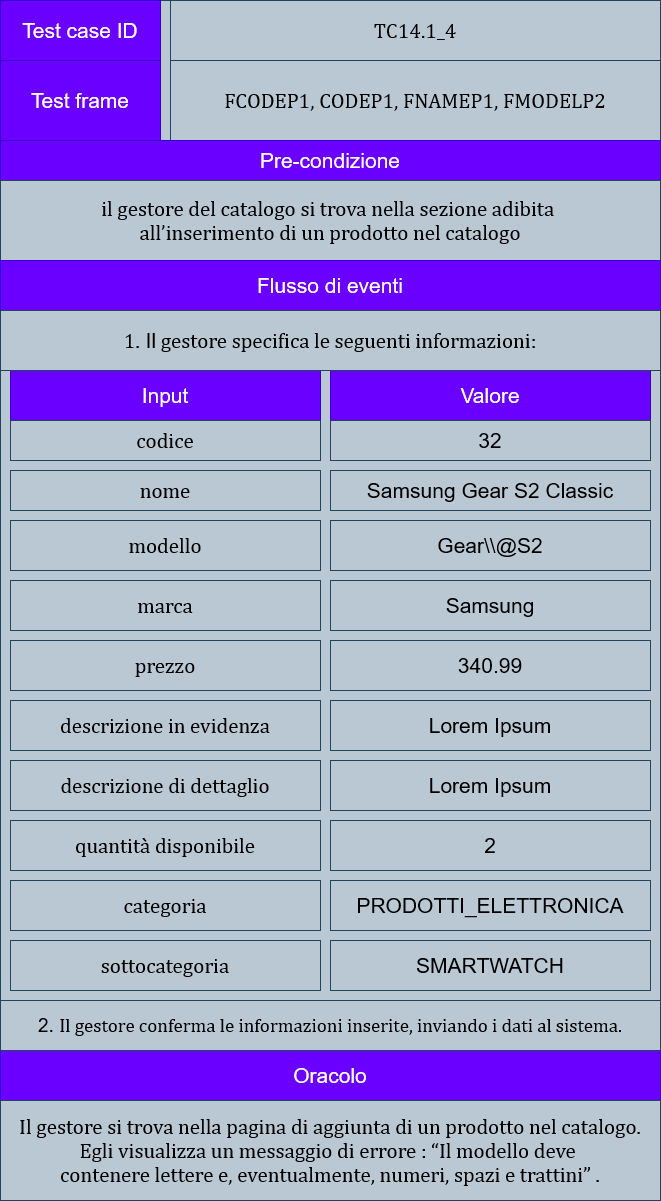 Test case ID
TC14.1_4
Test frame
FCODEP1, CODEP1, FNAMEP1, FMODELP2
Pre-condizione
il gestore del catalogo si trova nella sezione adibita
all’inserimento di un prodotto nel catalogo
Flusso di eventi
1. Il gestore specifica le seguenti informazioni:
Input
Valore
codice
32
nome
Samsung Gear S2 Classic
modello
Gear\\@S2
marca
Samsung
prezzo
340.99
descrizione in evidenza
Lorem Ipsum
descrizione di dettaglio
Lorem Ipsum
quantità disponibile
2
categoria
PRODOTTI_ELETTRONICA
sottocategoria
SMARTWATCH
2. Il gestore conferma le informazioni inserite, inviando i dati al sistema.
Oracolo
Il gestore si trova nella pagina di aggiunta di un prodotto nel catalogo.
Egli visualizza un messaggio di errore : “Il modello deve
contenere lettere e, eventualmente, numeri, spazi e trattini” .